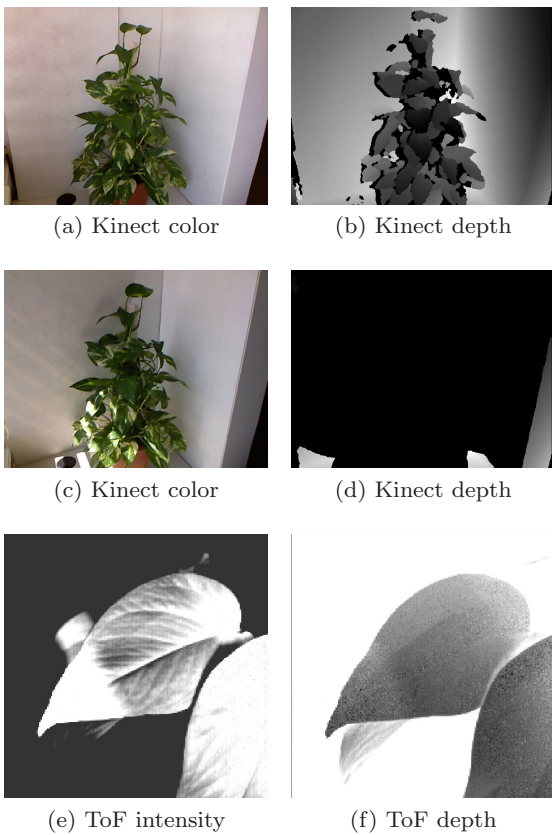 (a) Kinect color
(b) Kinect depth
(c) Kinect color
(d) Kinect depth
(e) ToF intensity
(f) ToF depth